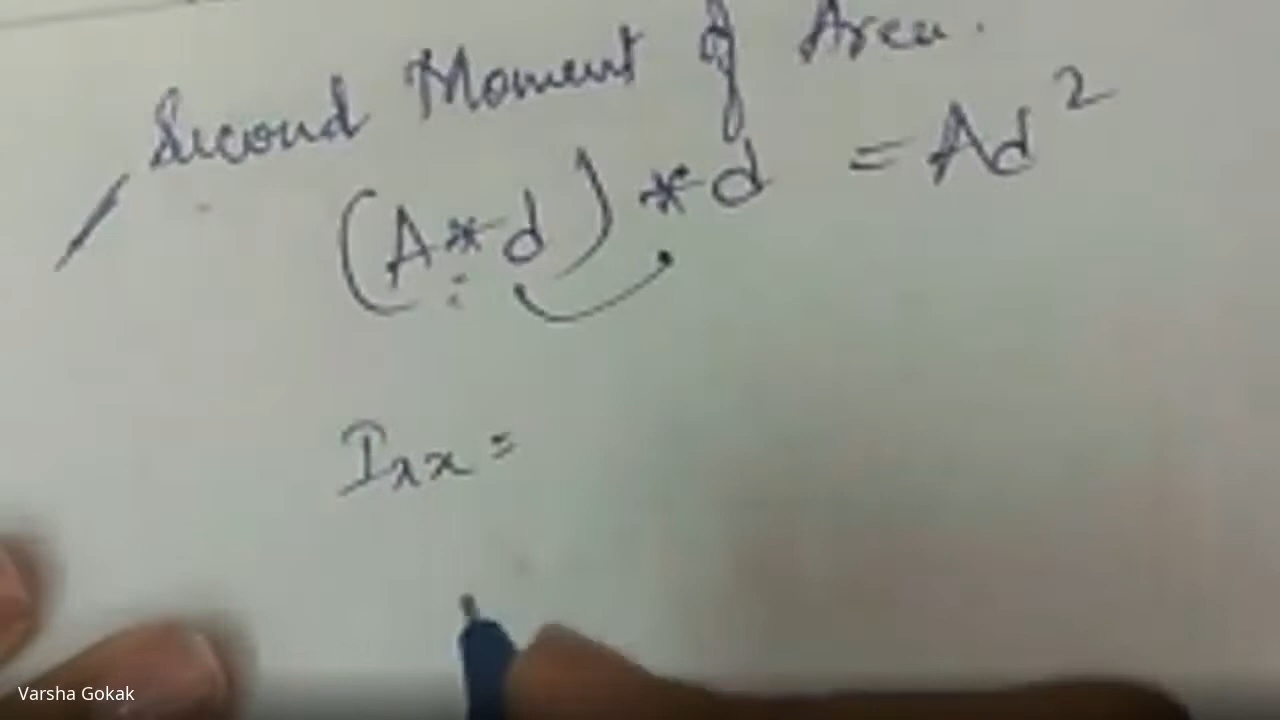 Second Moment of Area.
(A * d) * d = Ad²
Ixx =
Varsha Gokak